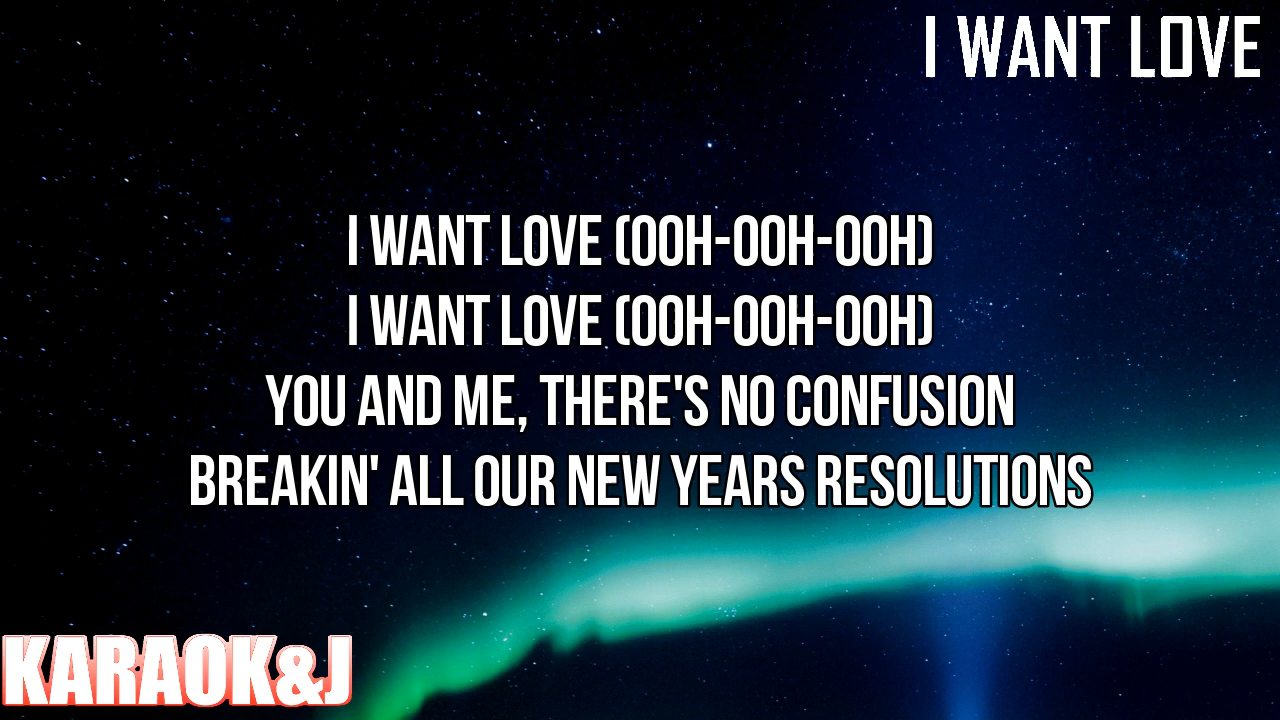 I WANT LOVE
I WANT LOVE (OOH-OOH-OOH)
I WANT LOVE (OOH-OOH-OOH)
YOU AND ME, THERE'S NO CONFUSION
BREAKIN' ALL OUR NEW YEARS RESOLUTIONS
KARAOK&J